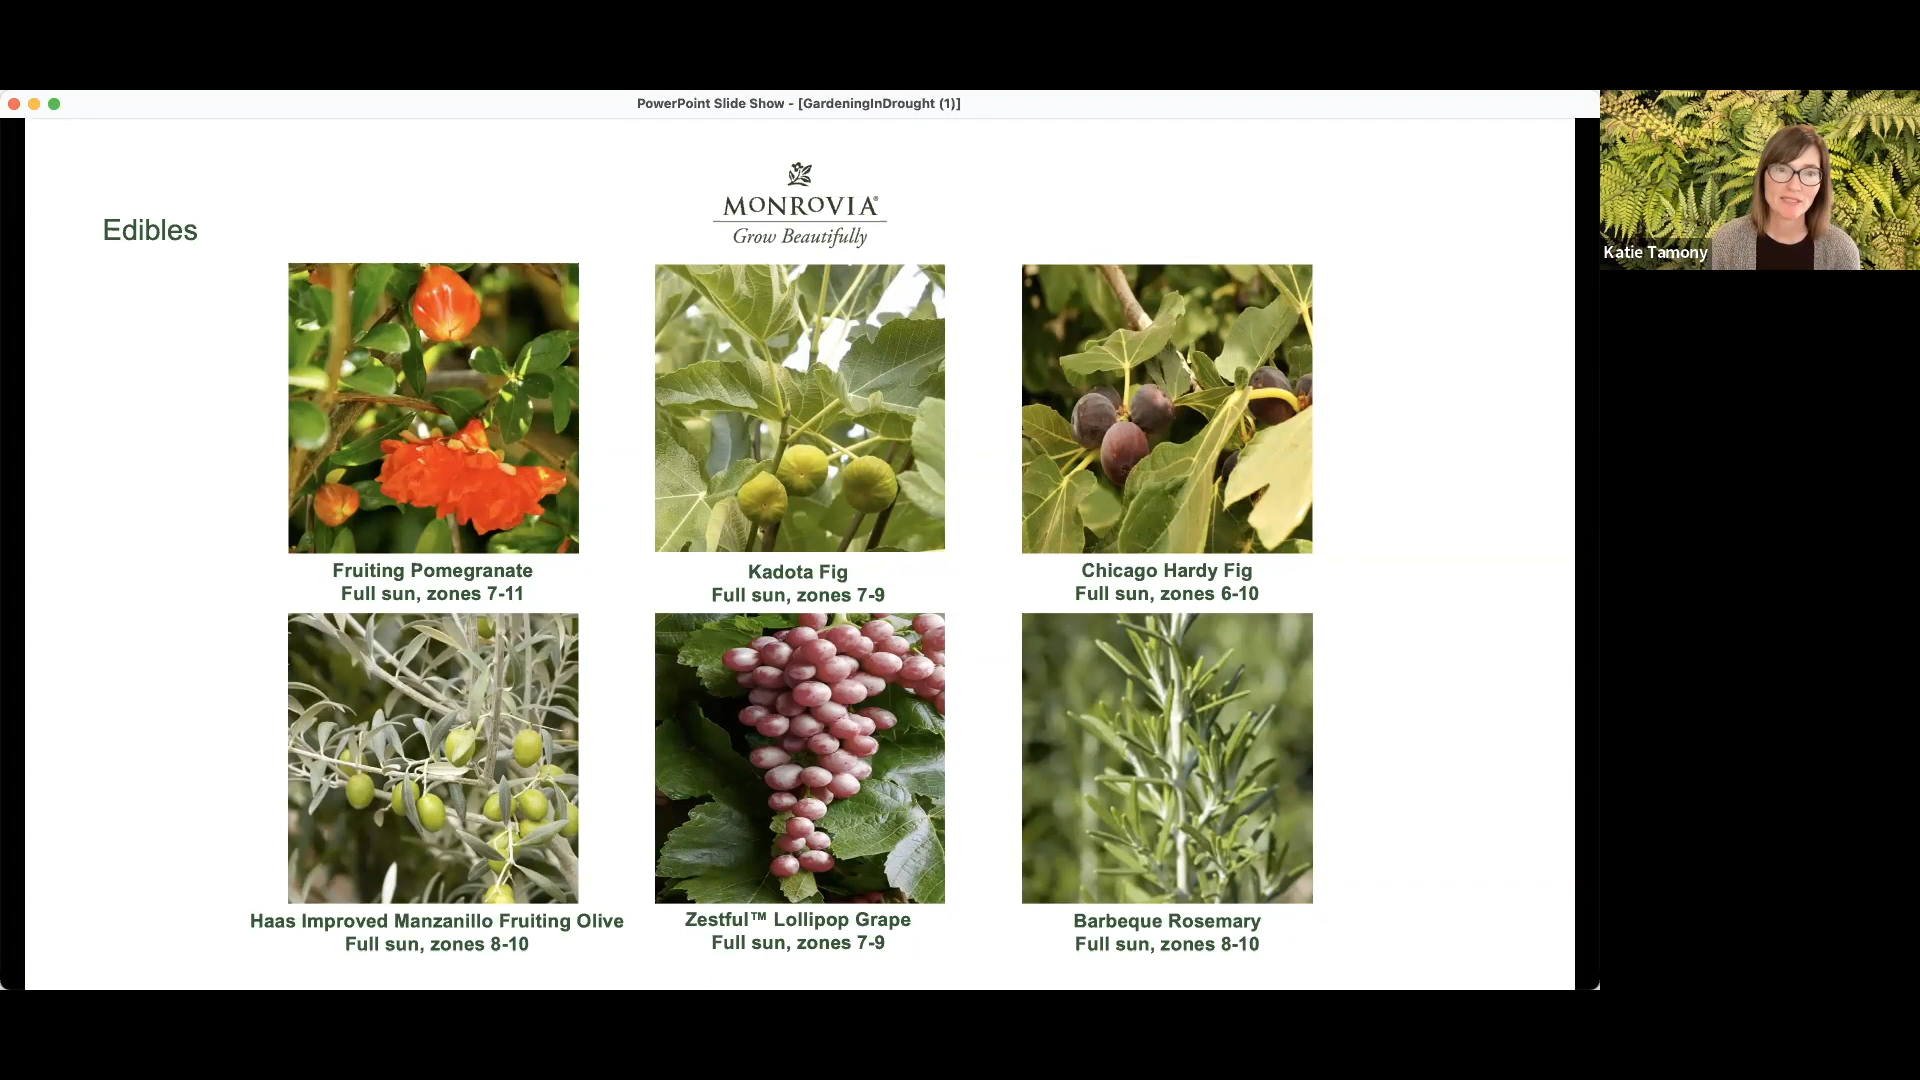 PowerPoint Slide Show - [GardeningInDrought (1)]
MONROVIA®
Grow Beautifully
Edibles
Katie Tamony
Fruiting Pomegranate
Full sun, zones 7-11
Kadota Fig
Full sun, zones 7-9
Chicago Hardy Fig
Full sun, zones 6-10
Haas Improved Manzanillo Fruiting Olive
Full sun, zones 8-10
Zestful™ Lollipop Grape
Full sun, zones 7-9
Barbeque Rosemary
Full sun, zones 8-10